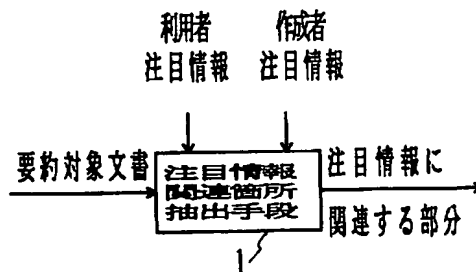 利用者
注目情報
作成者
注目情報
要約対象文書
注目情報
関連箇所
抽出手段
注目情報に
関連する部分
1